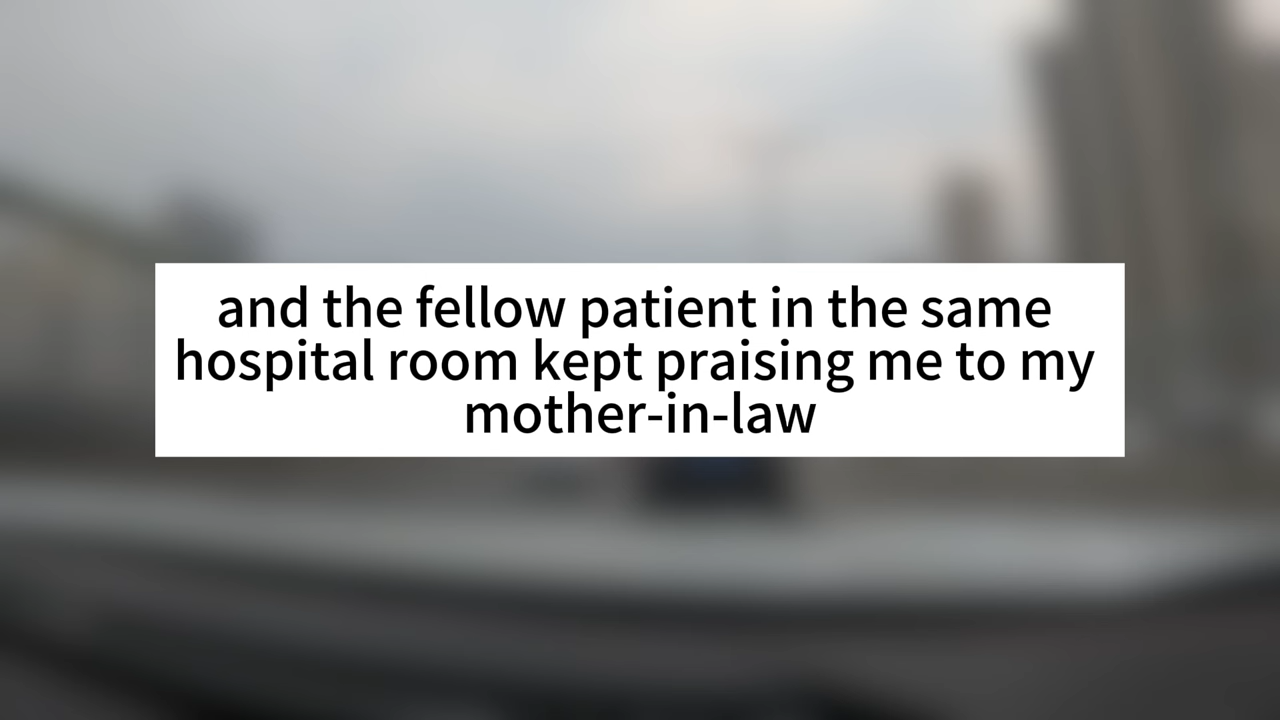 and the fellow patient in the same
hospital room kept praising me to my
mother-in-law